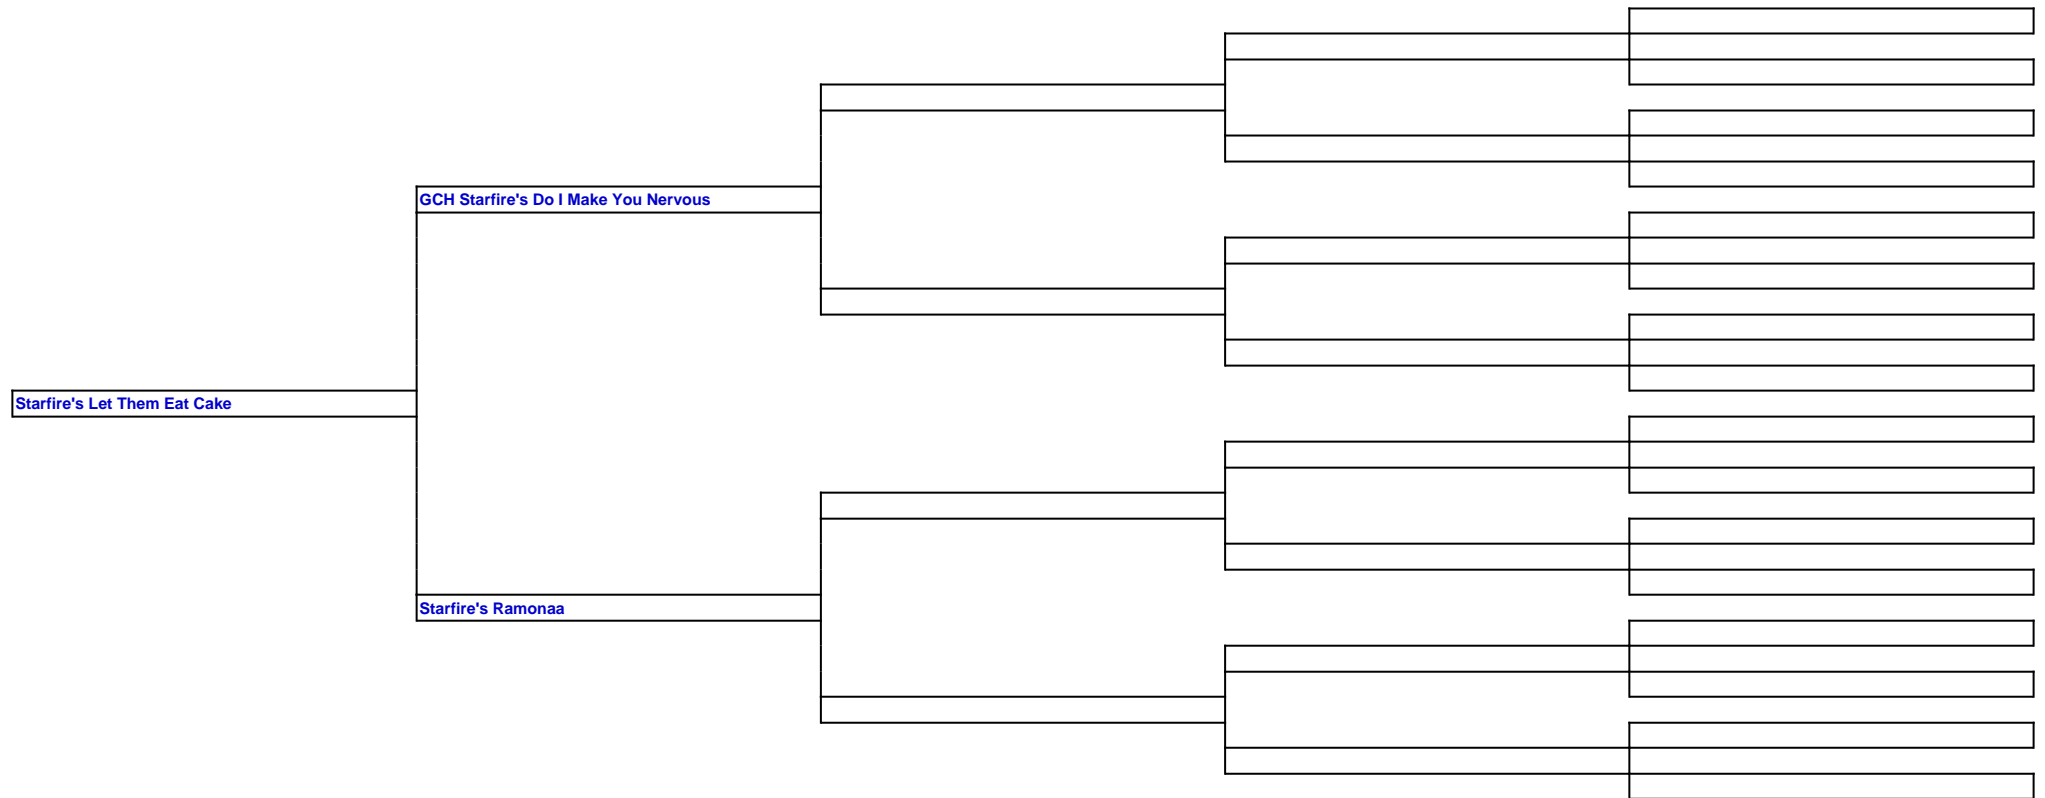 GCH Starfire's Do I Make You Nervous
Starfire's Let Them Eat Cake
Starfire's Ramonaa